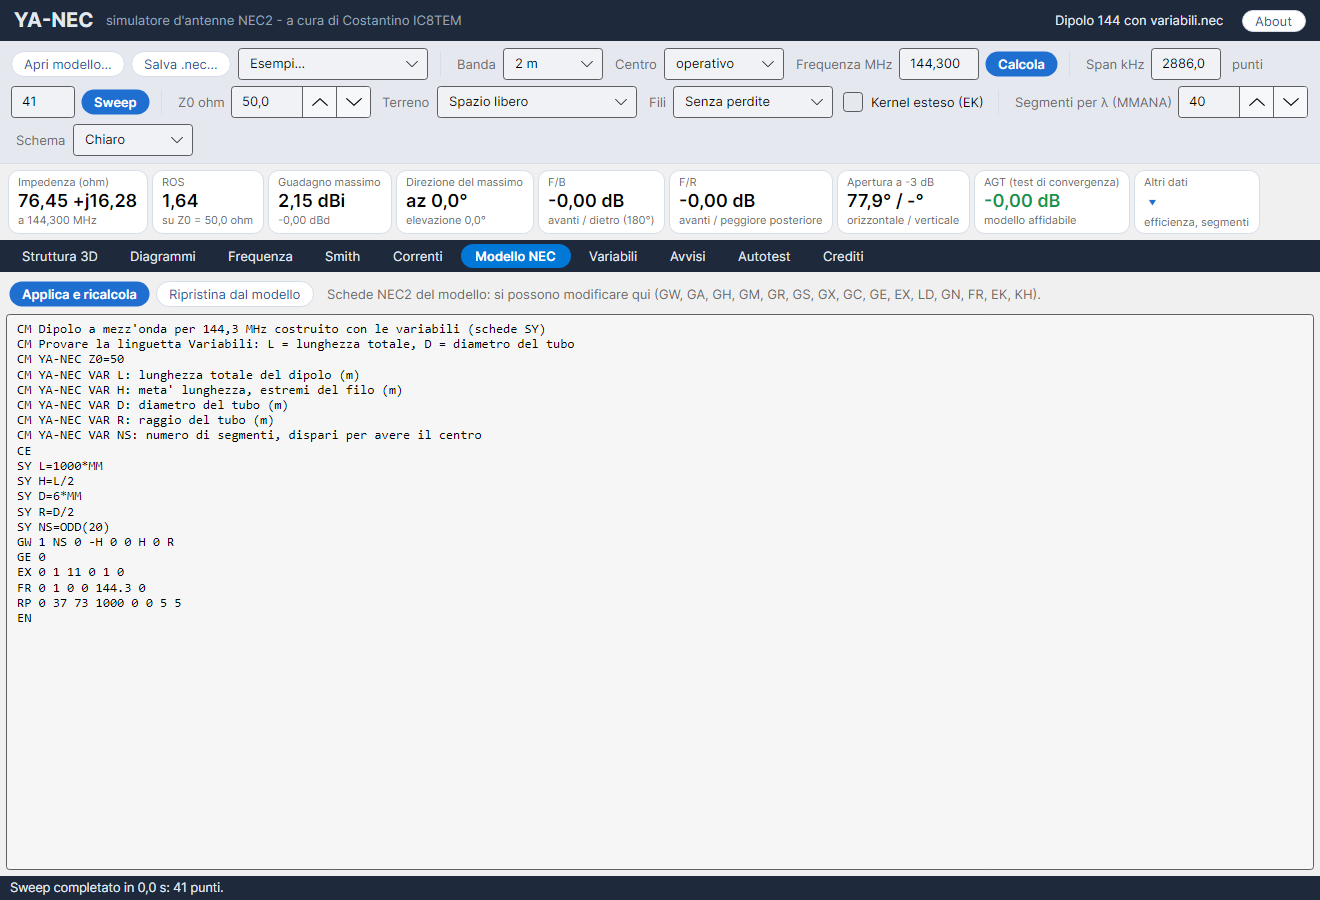 YA-NEC simulatore d'antenne NEC2 - a cura di Costantino IC8TEM Dipolo 144 con variabili.nec About
Apri modello... Salva .nec... Esempi... Banda 2 m Centro operativo Frequenza MHz 144,300 Calcola Span kHz 2886,0 punti
41 Sweep Z0 ohm 50,0 Terreno Spazio libero Fili Senza perdite Kernel esteso (EK) Segmenti per λ (MMANA) 40
Schema Chiaro
Impedenza (ohm) ROS Guadagno massimo Direzione del massimo F/B F/R Apertura a -3 dB AGT (test di convergenza) Altri dati
76,45 +j16,28 1,64 2,15 dBi az 0,0° -0,00 dB -0,00 dB 77,9° / -° -0,00 dB
a 144,300 MHz su Z0 = 50,0 ohm -0,00 dBd elevazione 0,0° avanti / dietro (180°) avanti / peggiore posteriore orizzontale / verticale modello affidabile efficienza, segmenti
Struttura 3D Diagrammi Frequenza Smith Correnti Modello NEC Variabili Avvisi Autotest Crediti
Applica e ricalcola Ripristina dal modello Schede NEC2 del modello: si possono modificare qui (GW, GA, GH, GM, GR, GS, GX, GC, GE, EX, LD, GN, FR, EK, KH).
CM Dipolo a mezz'onda per 144,3 MHz costruito con le variabili (schede SY)
CM Provare la linguetta Variabili: L = lunghezza totale, D = diametro del tubo
CM YA-NEC Z0=50
CM YA-NEC VAR L: lunghezza totale del dipolo (m)
CM YA-NEC VAR H: meta' lunghezza, estremi del filo (m)
CM YA-NEC VAR D: diametro del tubo (m)
CM YA-NEC VAR R: raggio del tubo (m)
CM YA-NEC VAR NS: numero di segmenti, dispari per avere il centro
CE
SY L=1000*MM
SY H=L/2
SY D=6*MM
SY R=D/2
SY NS=ODD(20)
GW 1 NS 0 -H 0 0 H 0 R
GE 0
EX 0 1 11 0 1 0
FR 0 1 0 0 144.3 0
RP 0 37 73 1000 0 0 5 5
EN
Sweep completato in 0,0 s: 41 punti.